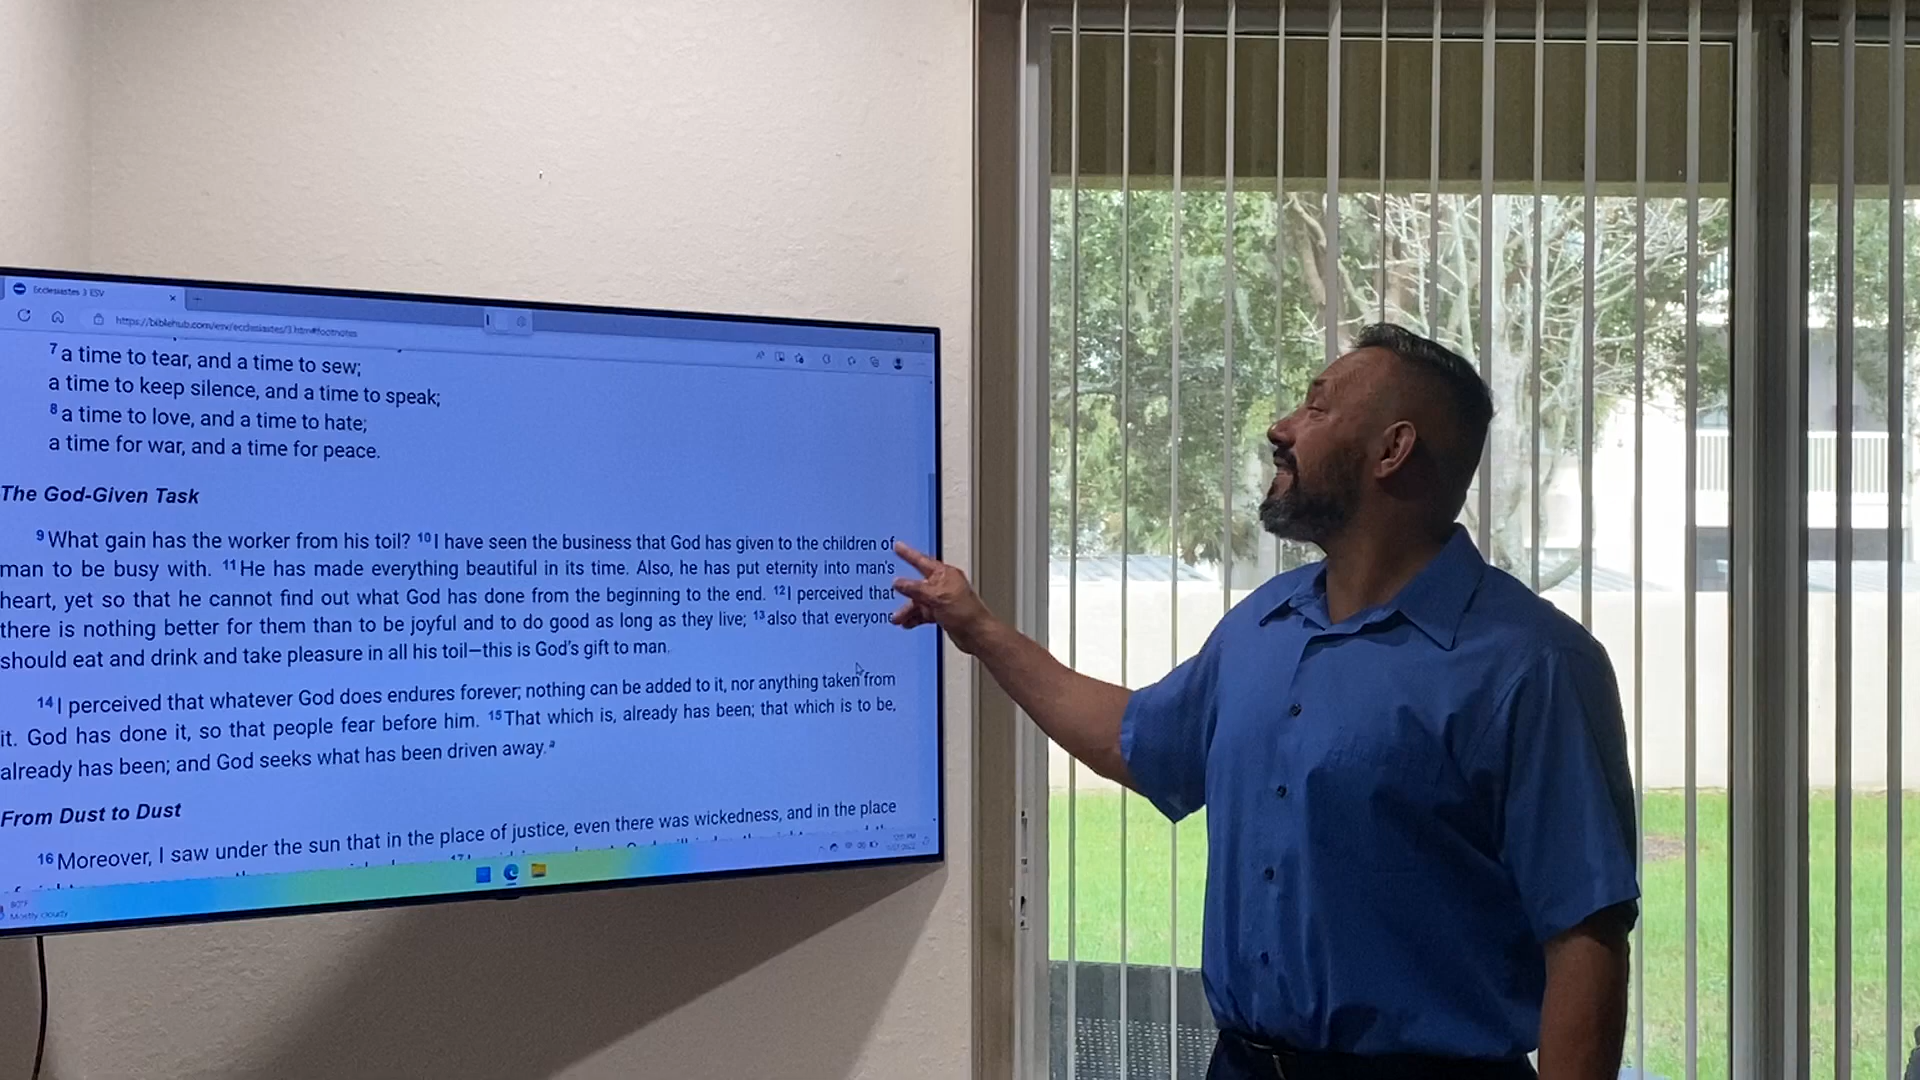 Ecclesiastes 3 ESV
https://biblehub.com/esv/ecclesiastes/3.htm#footnotes
7 a time to tear, and a time to sew;
a time to keep silence, and a time to speak;
8 a time to love, and a time to hate;
a time for war, and a time for peace.
The God-Given Task
9 What gain has the worker from his toil? 10 I have seen the business that God has given to the children of
man to be busy with. 11 He has made everything beautiful in its time. Also, he has put eternity into man's
heart, yet so that he cannot find out what God has done from the beginning to the end. 12 I perceived that
there is nothing better for them than to be joyful and to do good as long as they live; 13 also that everyone
should eat and drink and take pleasure in all his toil—this is God's gift to man.
14 I perceived that whatever God does endures forever; nothing can be added to it, nor anything taken from
it. God has done it, so that people fear before him. 15 That which is, already has been; that which is to be,
already has been; and God seeks what has been driven away. a
From Dust to Dust
16 Moreover, I saw under the sun that in the place of justice, even there was wickedness, and in the place
17
80°F
Mostly cloudy